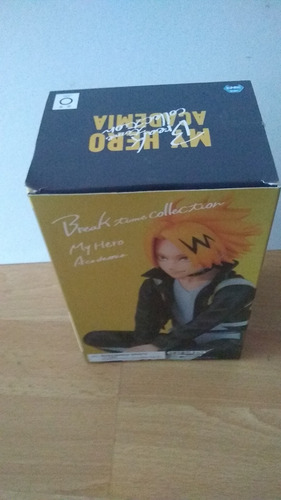 MY HERO
ACADEMIA
Break time
collection
Break time collection
My Hero
Academia